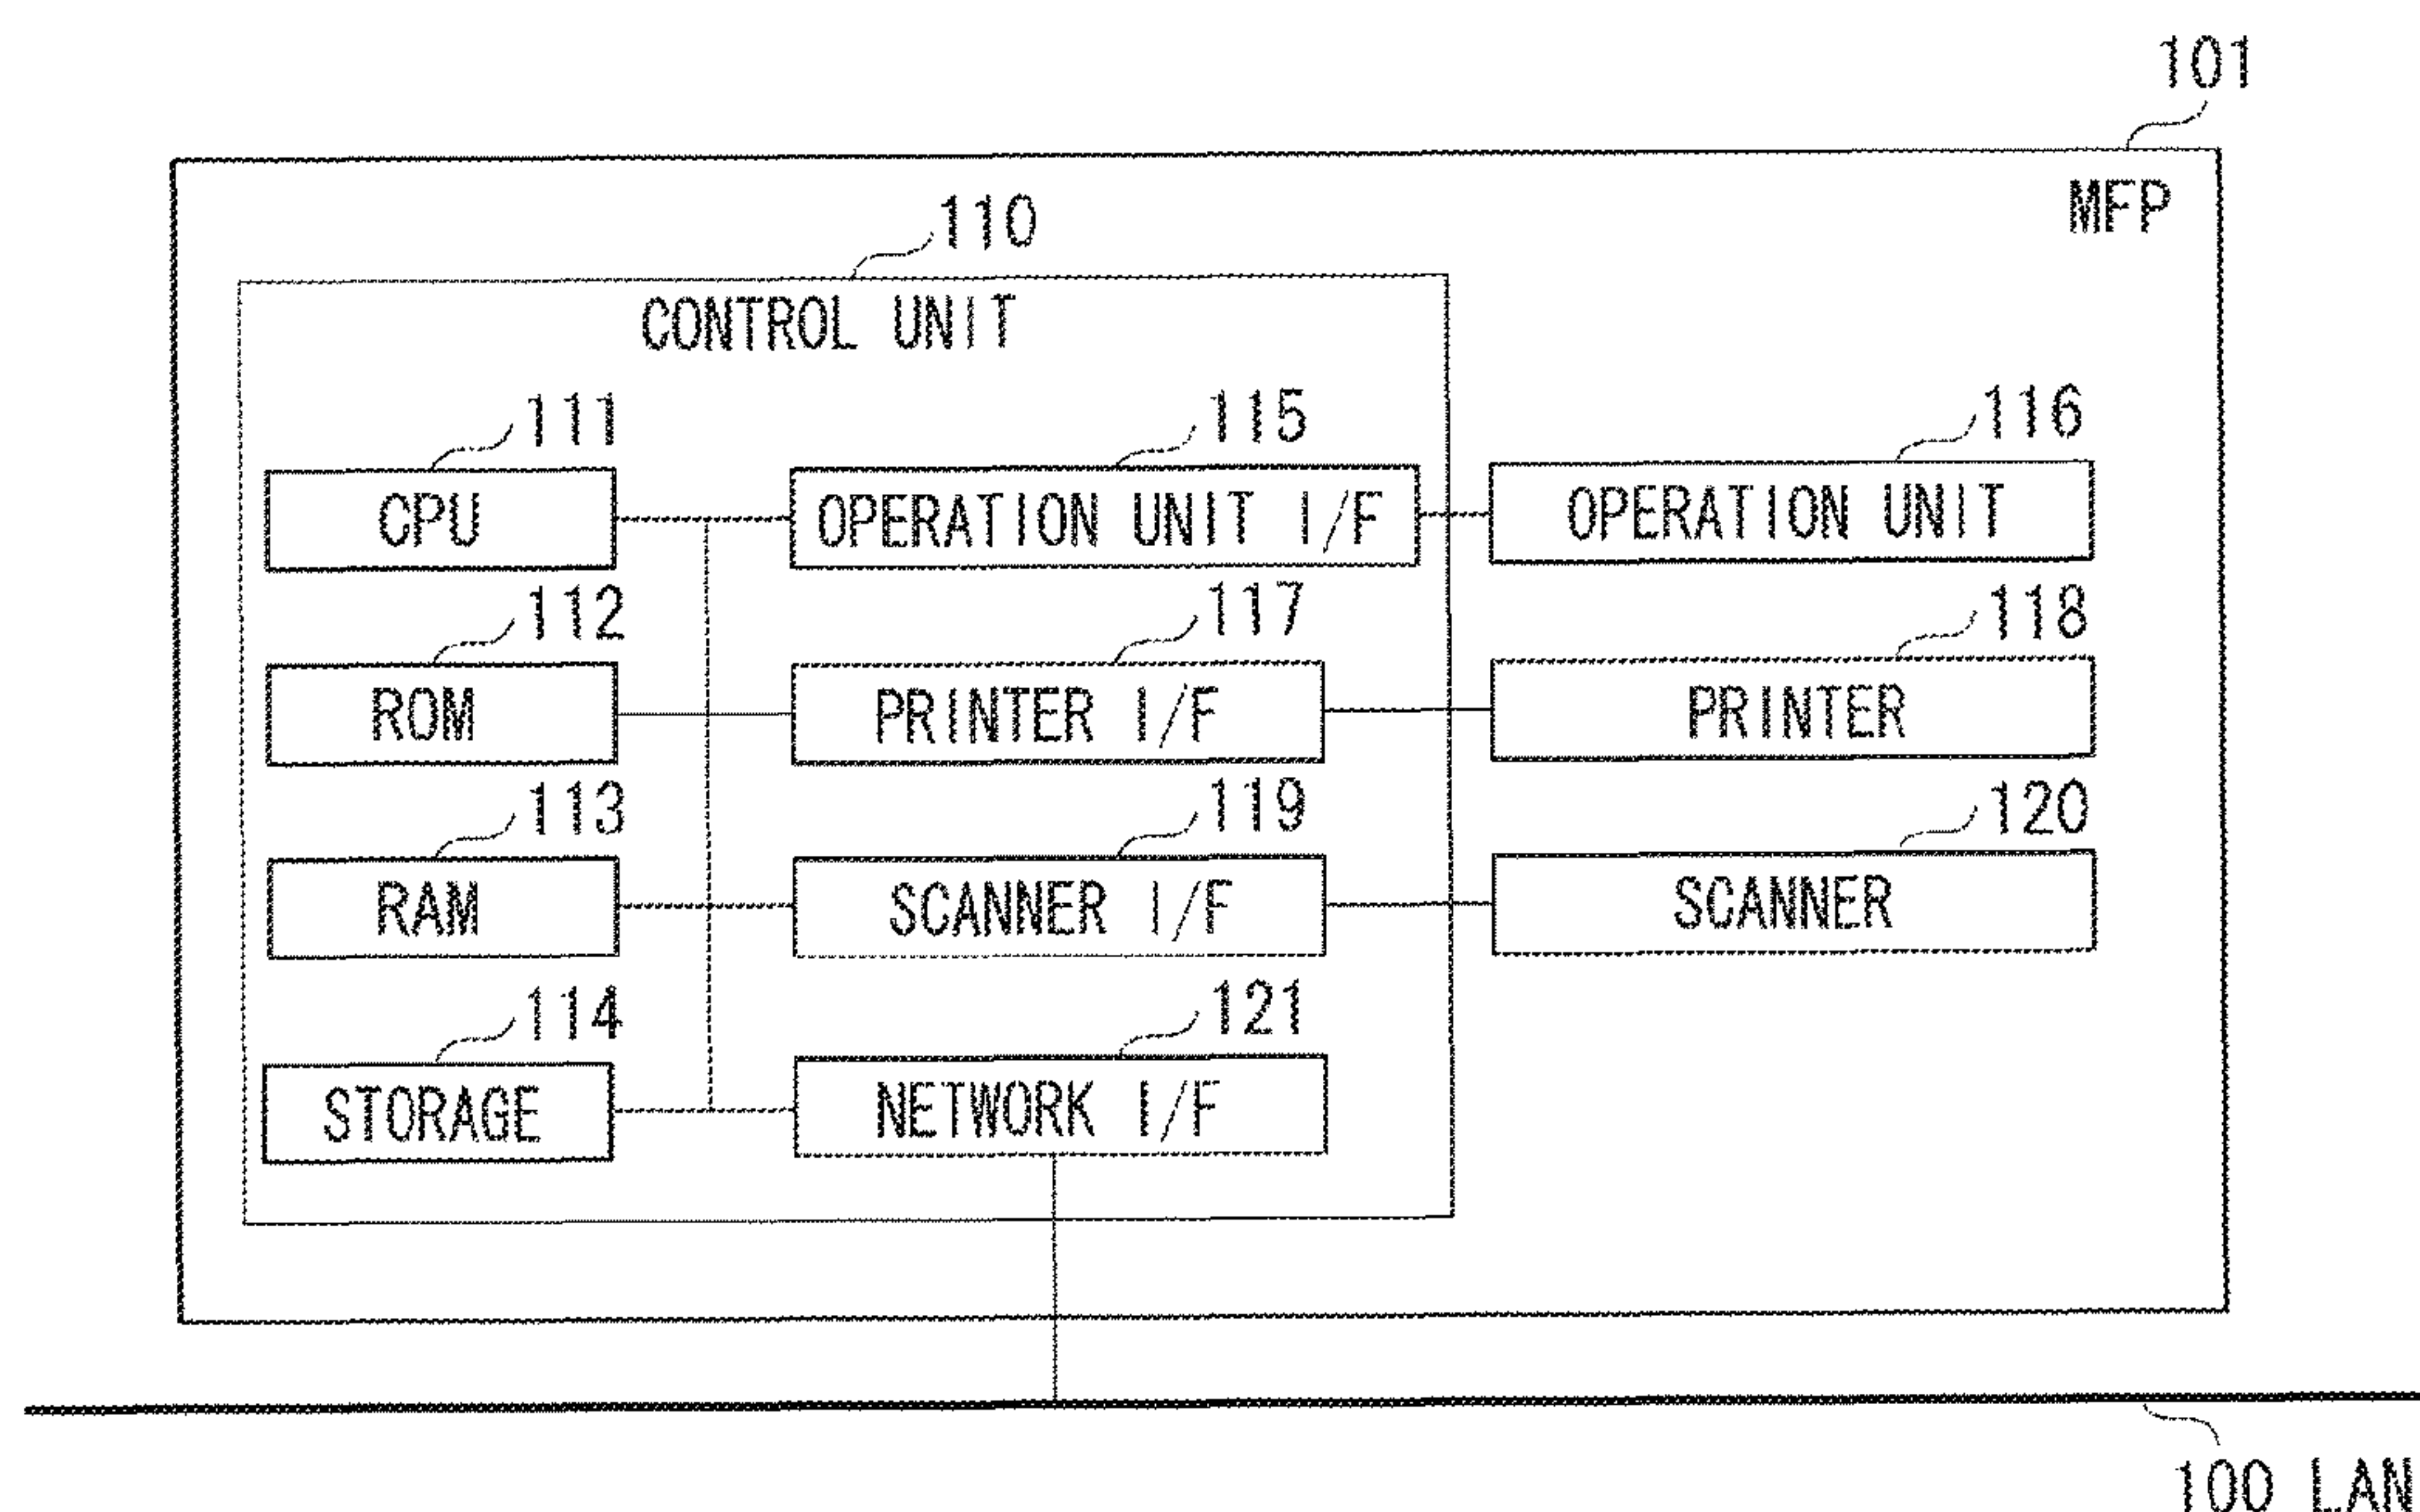 101
MFP
110
CONTROL UNIT
111
115
116
CPU
OPERATION UNIT I/F
OPERATION UNIT
112
117
118
ROM
PRINTER I/F
PRINTER
113
119
120
RAM
SCANNER I/F
SCANNER
114
121
STORAGE
NETWORK I/F
100 LAN